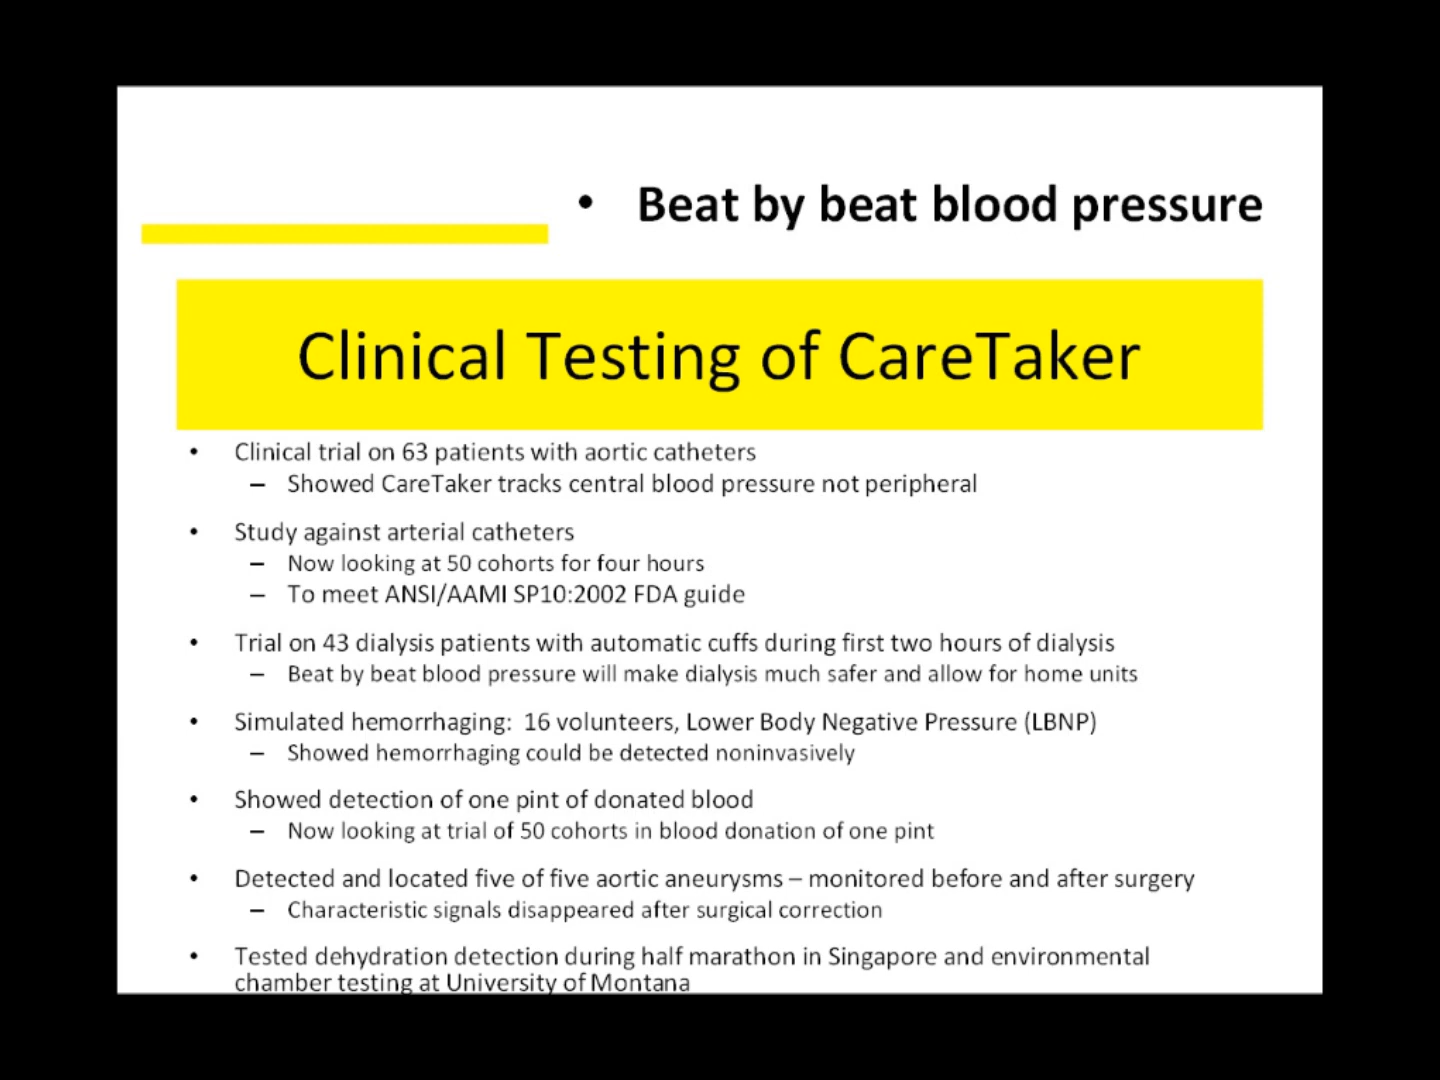 • Beat by beat blood pressure
Clinical Testing of CareTaker
• Clinical trial on 63 patients with aortic catheters
– Showed CareTaker tracks central blood pressure not peripheral
• Study against arterial catheters
– Now looking at 50 cohorts for four hours
– To meet ANSI/AAMI SP10:2002 FDA guide
• Trial on 43 dialysis patients with automatic cuffs during first two hours of dialysis
– Beat by beat blood pressure will make dialysis much safer and allow for home units
• Simulated hemorrhaging: 16 volunteers, Lower Body Negative Pressure (LBNP)
– Showed hemorrhaging could be detected noninvasively
• Showed detection of one pint of donated blood
– Now looking at trial of 50 cohorts in blood donation of one pint
• Detected and located five of five aortic aneurysms – monitored before and after surgery
– Characteristic signals disappeared after surgical correction
• Tested dehydration detection during half marathon in Singapore and environmental
chamber testing at University of Montana